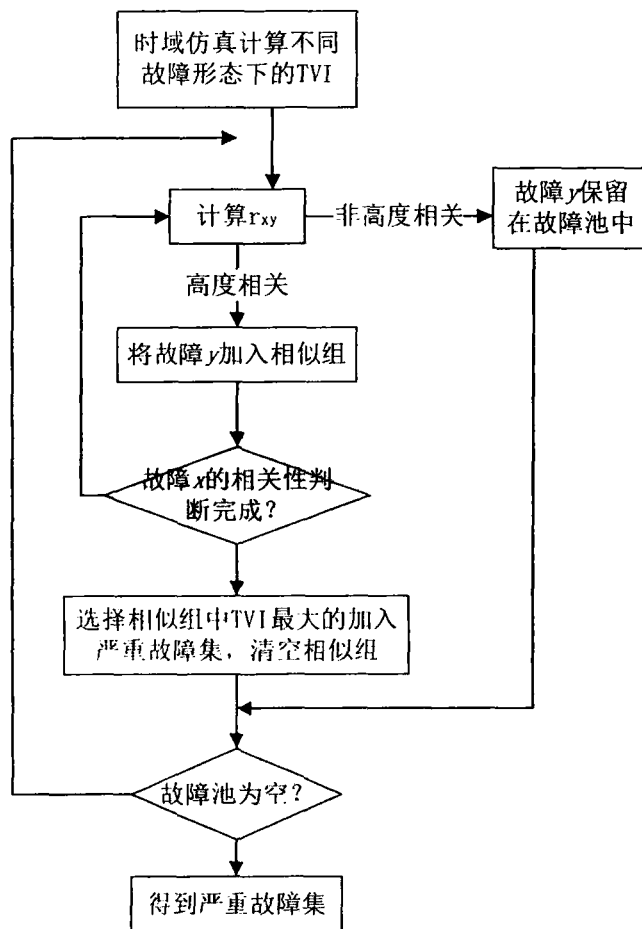 时域仿真计算不同
故障形态下的TVI
计算rxy
非高度相关
故障y保留
在故障池中
高度相关
将故障y加入相似组
故障x的相关性判
断完成?
选择相似组中TVI最大的加入
严重故障集，清空相似组
故障池为空?
得到严重故障集